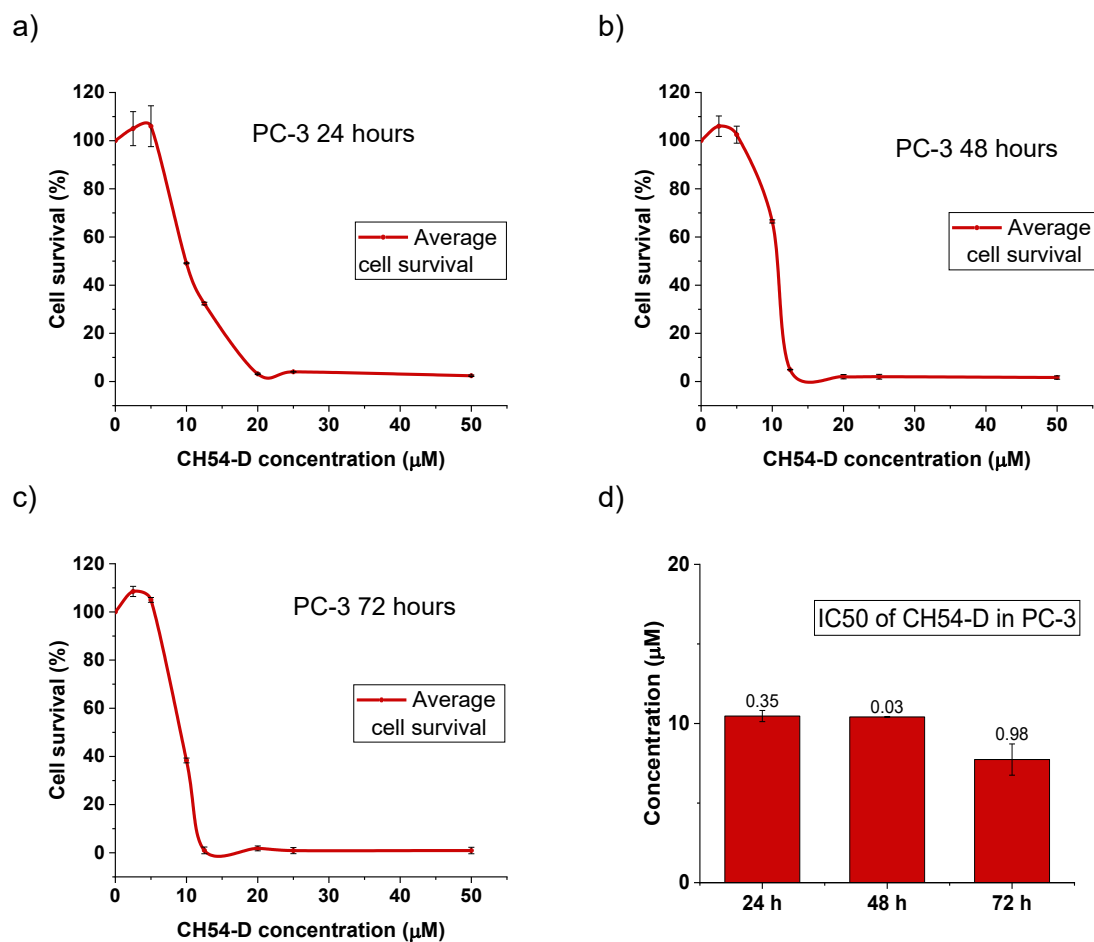 a)
120
100
80
60
40
20
0
Cell survival (%)
PC-3 24 hours
Average
cell survival
0 10 20 30 40 50
CH54-D concentration (μM)
b)
120
100
80
60
40
20
0
Cell survival (%)
PC-3 48 hours
Average
cell survival
0 10 20 30 40 50
CH54-D concentration (μM)
c)
120
100
80
60
40
20
0
Cell survival (%)
PC-3 72 hours
Average
cell survival
0 10 20 30 40 50
CH54-D concentration (μM)
d)
20
10
0
Concentration (μM)
IC50 of CH54-D in PC-3
0.35 0.03 0.98
24 h 48 h 72 h